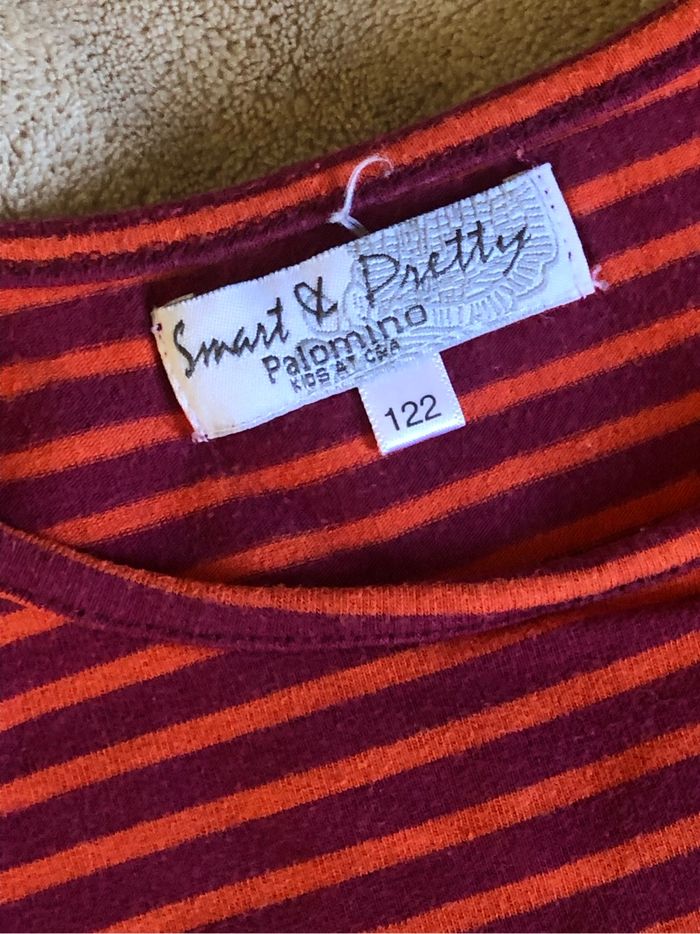 Smart & Pretty
Palomino
KIDS AT C&A
122